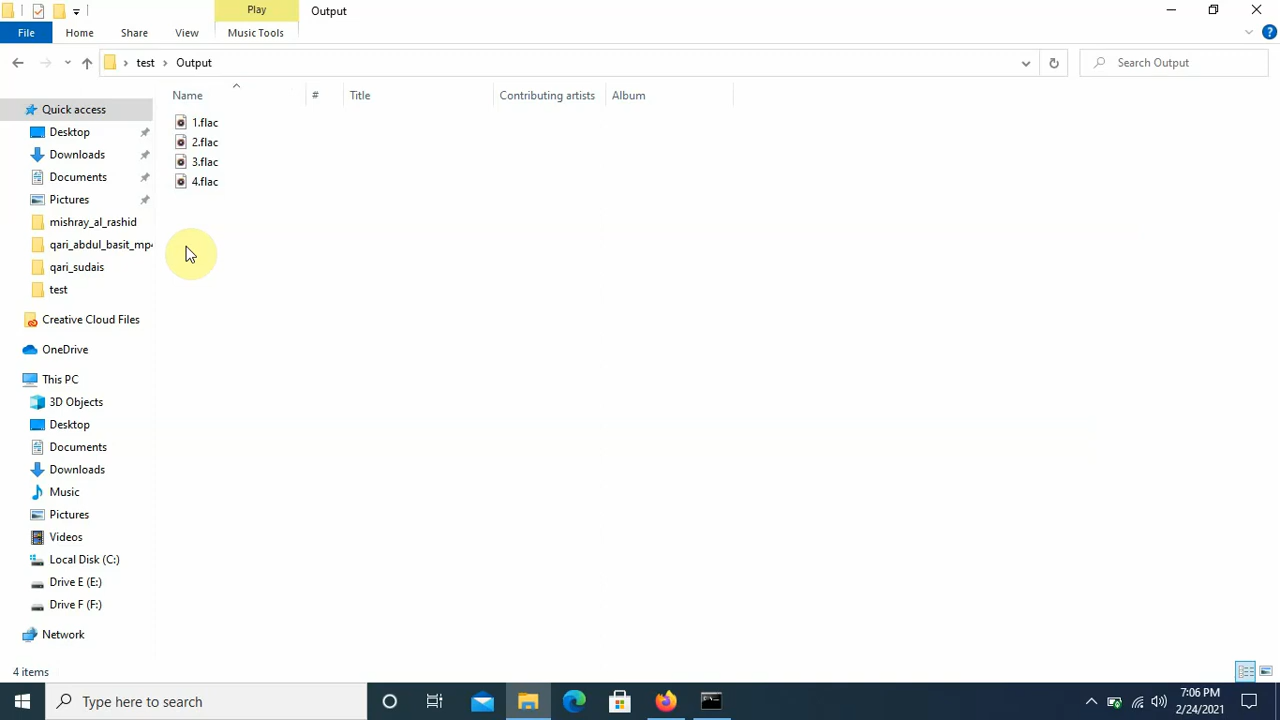 Play
Output
File
Home
Share
View
Music Tools
test
Output
Search Output
Name
#
Title
Contributing artists
Album
Quick access
Desktop
Downloads
Documents
Pictures
mishray_al_rashid
qari_abdul_basit_mp4
qari_sudais
test
Creative Cloud Files
OneDrive
This PC
3D Objects
Desktop
Documents
Downloads
Music
Pictures
Videos
Local Disk (C:)
Drive E (E:)
Drive F (F:)
Network
1.flac
2.flac
3.flac
4.flac
4 items
Type here to search
7:06 PM
2/24/2021